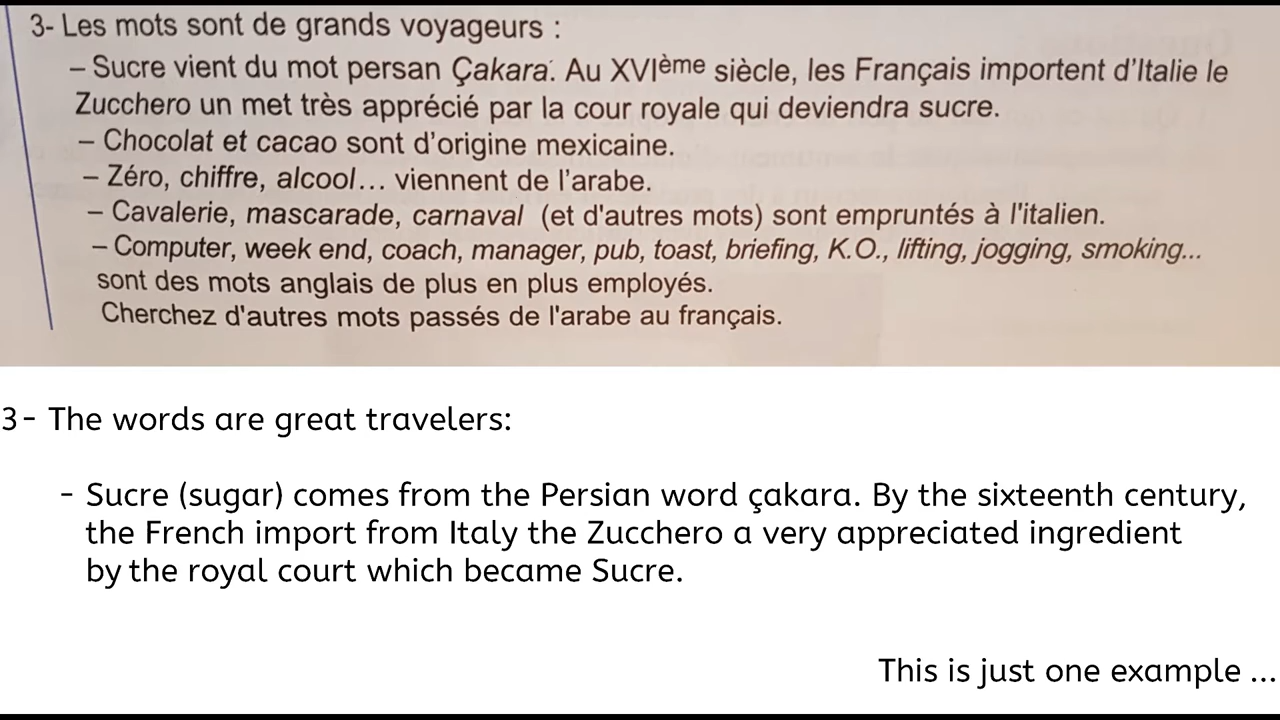 3- Les mots sont de grands voyageurs :
– Sucre vient du mot persan Çakara. Au XVIème siècle, les Français importent d'Italie le
Zucchero un met très apprécié par la cour royale qui deviendra sucre.
– Chocolat et cacao sont d'origine mexicaine.
– Zéro, chiffre, alcool... viennent de l'arabe.
– Cavalerie, mascarade, carnaval (et d'autres mots) sont empruntés à l'italien.
– Computer, week end, coach, manager, pub, toast, briefing, K.O., lifting, jogging, smoking...
sont des mots anglais de plus en plus employés.
Cherchez d'autres mots passés de l'arabe au français.
3- The words are great travelers:
- Sucre (sugar) comes from the Persian word çakara. By the sixteenth century,
the French import from Italy the Zucchero a very appreciated ingredient
by the royal court which became Sucre.
This is just one example ...